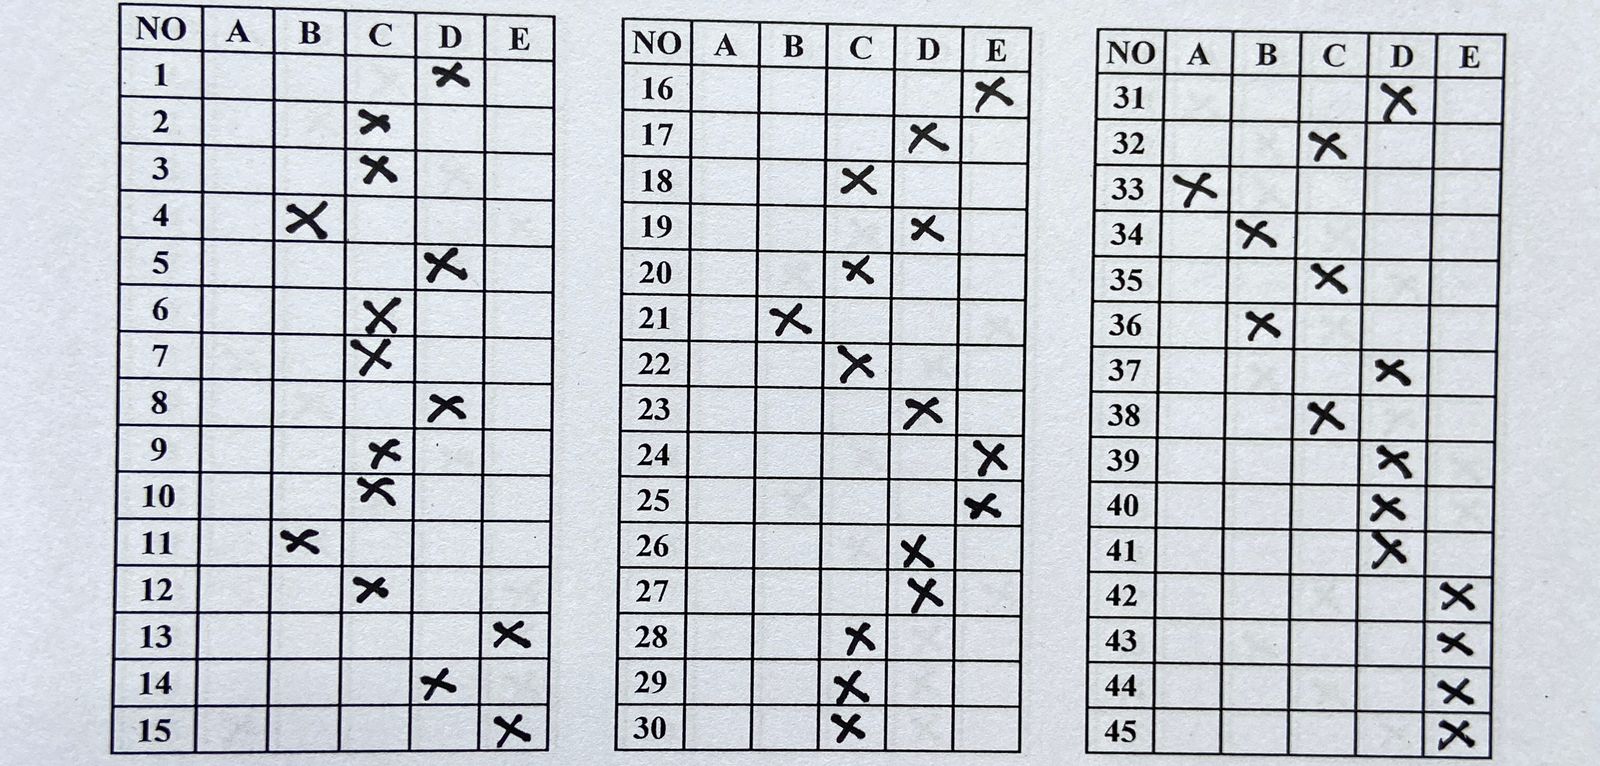 NO A B C D E
1 X
2 X
3 X
4 X
5 X
6 X
7 X
8 X
9 X
10 X
11 X
12 X
13 X
14 X
15 X
NO A B C D E
16 X
17 X
18 X
19 X
20 X
21 X
22 X
23 X
24 X
25 X
26 X
27 X
28 X
29 X
30 X
NO A B C D E
31 X
32 X
33 X
34 X
35 X
36 X
37 X
38 X
39 X
40 X
41 X
42 X
43 X
44 X
45 X